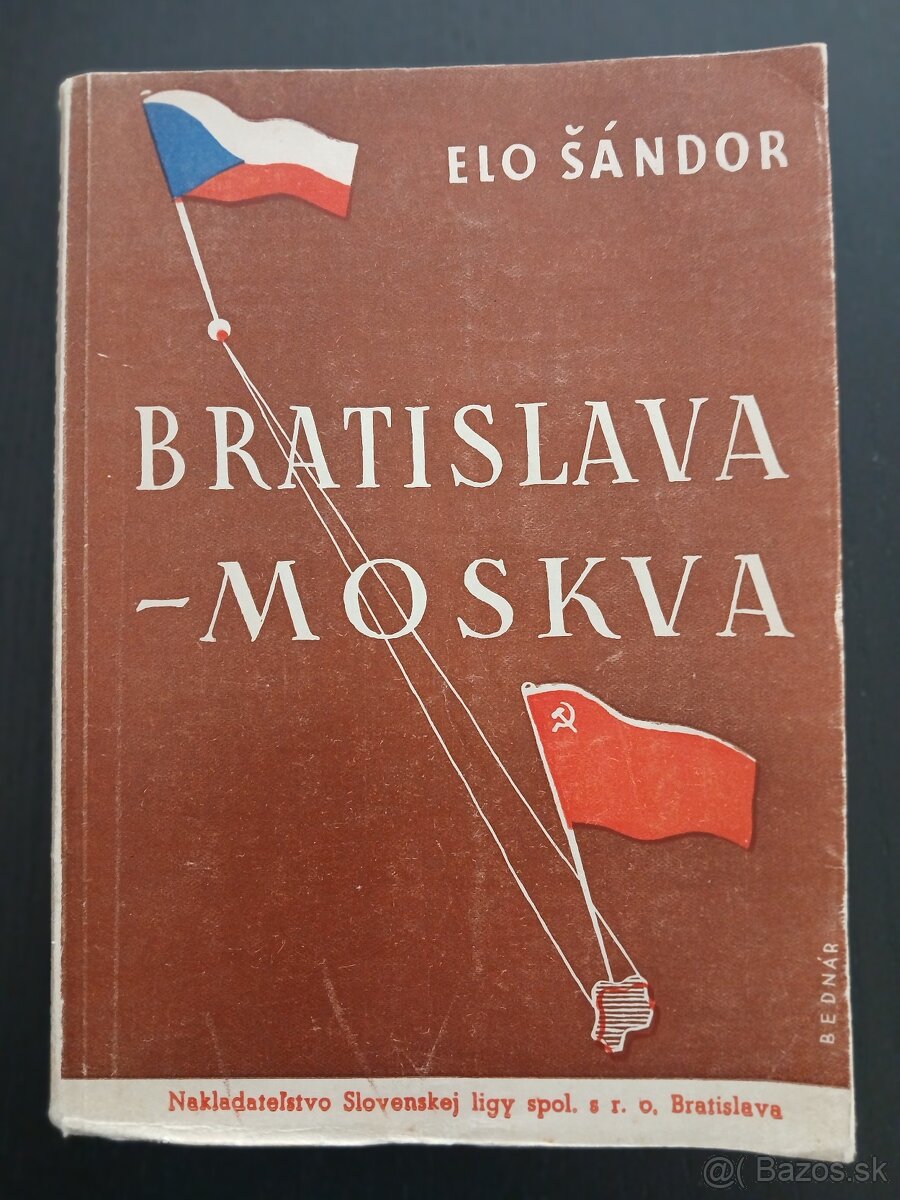 ELO ŠÁNDOR
BRATISLAVA
-MOSKVA
BEDNÁR
Nakladateľstvo Slovenskej ligy spol. s r. o. Bratislava
@( Bazos.sk